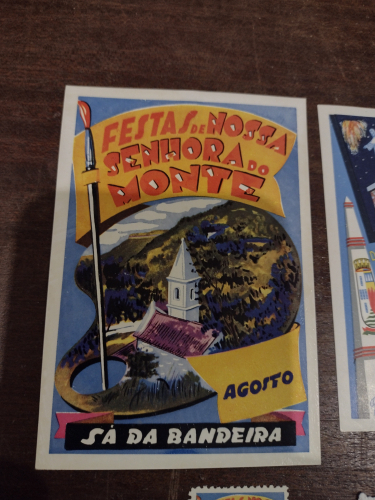 FESTAS DE NOSSA
SENHORA DO
MONTE
AGOSTO
SÁ DA BANDEIRA